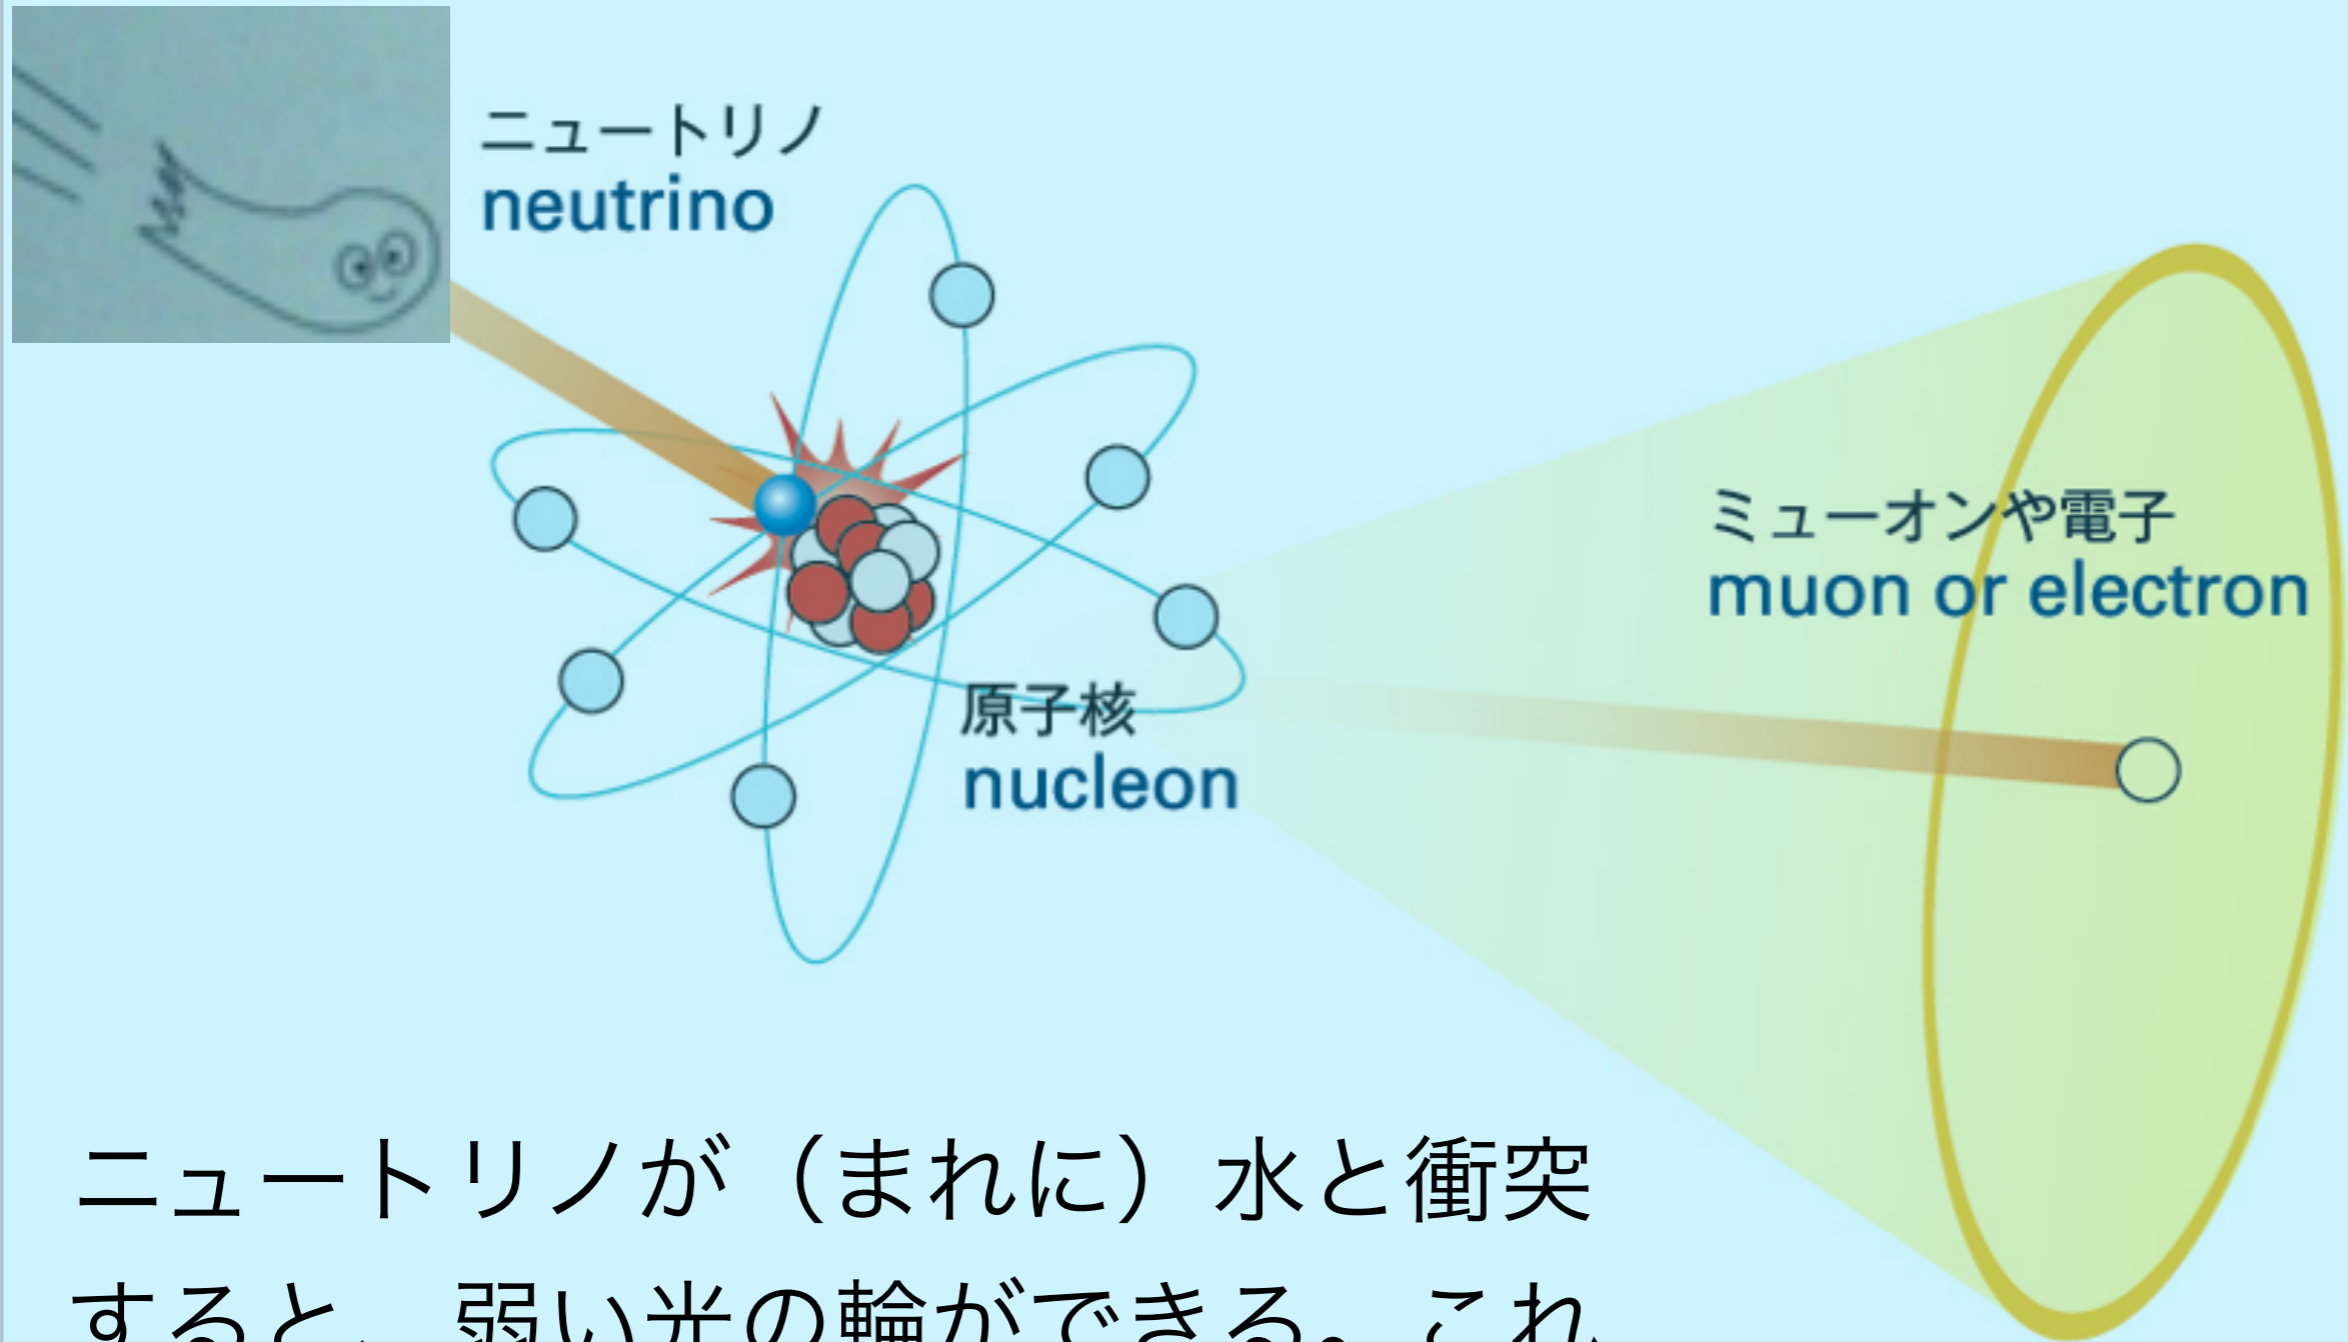 ニュートリノ
neutrino
ミューオンや電子
muon or electron
原子核
nucleon
ニュートリノが（まれに）水と衝突
すると、弱い光の輪ができる。これ